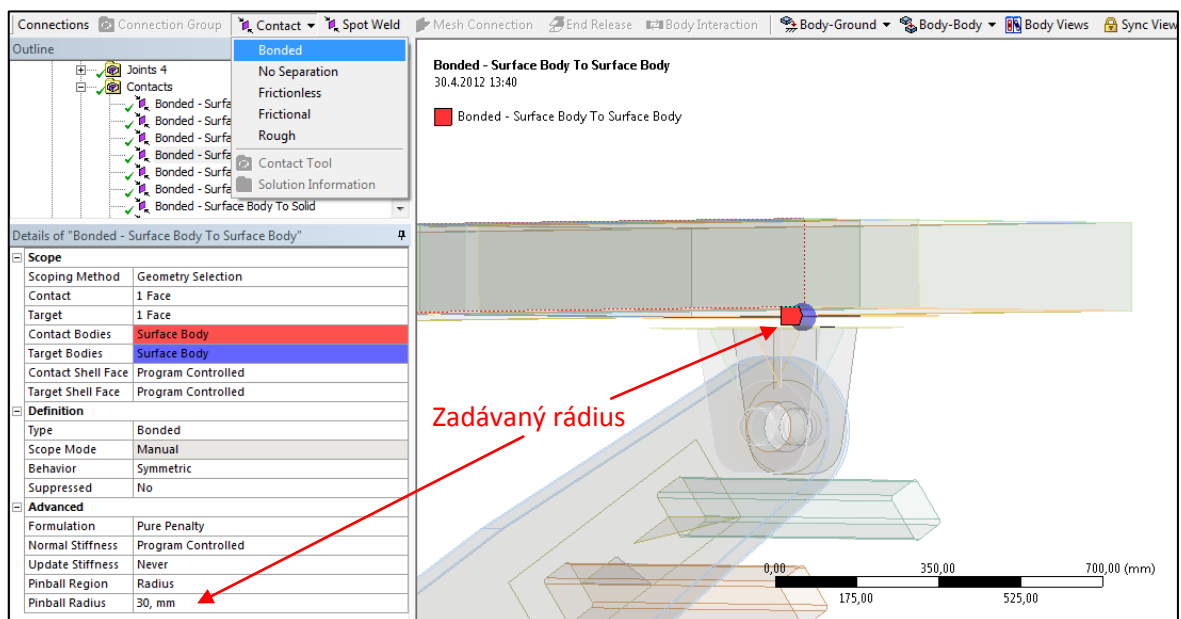 Connections Connection Group Contact Spot Weld Mesh Connection End Release Body Interaction Body-Ground Body-Body Body Views Sync View
Outline
Joints 4
Contacts
Bonded - Surfa
Bonded - Surfa
Bonded - Surfa
Bonded - Surfa
Bonded - Surfa
Bonded - Surfa
Bonded - Surface Body To Solid
Bonded
No Separation
Frictionless
Frictional
Rough
Contact Tool
Solution Information
Details of "Bonded - Surface Body To Surface Body"
Scope
Scoping Method Geometry Selection
Contact 1 Face
Target 1 Face
Contact Bodies Surface Body
Target Bodies Surface Body
Contact Shell Face Program Controlled
Target Shell Face Program Controlled
Definition
Type Bonded
Scope Mode Manual
Behavior Symmetric
Suppressed No
Advanced
Formulation Pure Penalty
Normal Stiffness Program Controlled
Update Stiffness Never
Pinball Region Radius
Pinball Radius 30, mm
Bonded - Surface Body To Surface Body
30.4.2012 13:40
Bonded - Surface Body To Surface Body
Zadávaný rádius
0,00 350,00 700,00 (mm)
175,00 525,00